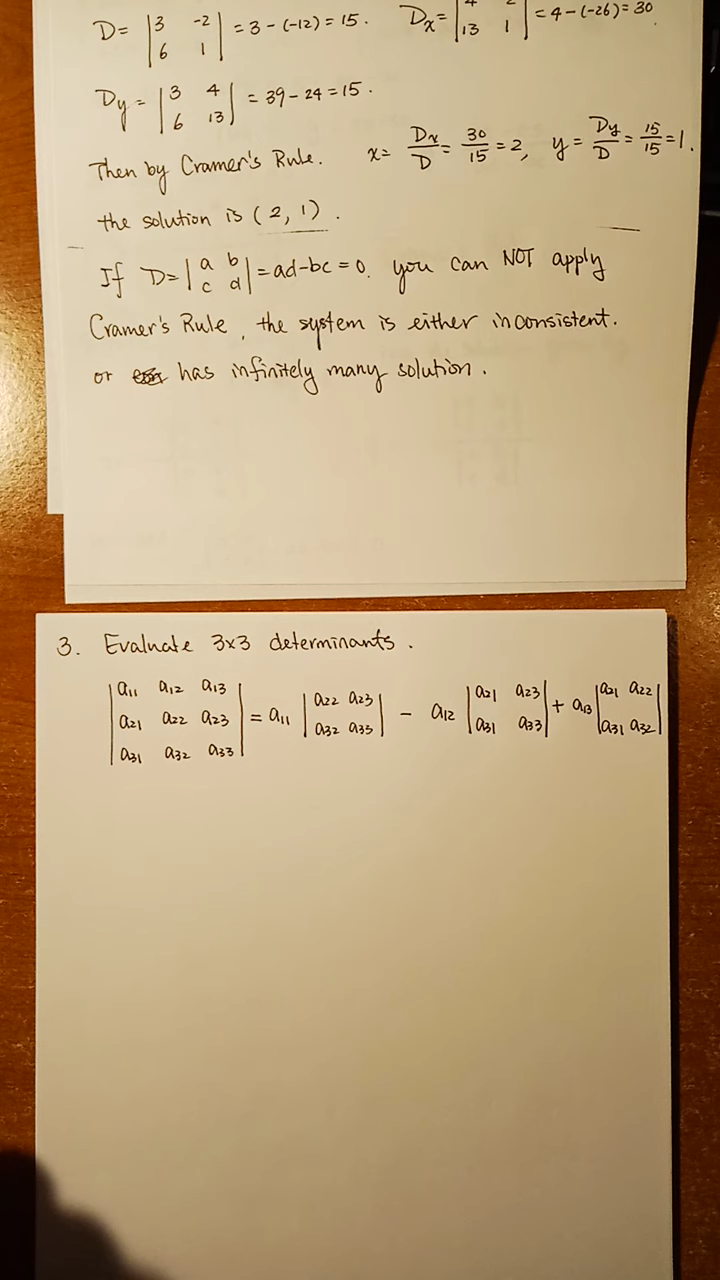 D = | 3 -2 | = 3 - (-12) = 15. Dx = | 4 | = 4 - (-26) = 30
| 6 1 | | 13 1 |
Dy = | 3 4 | = 39 - 24 = 15.
| 6 13 |
Then by Cramer's Rule. x = Dx/D = 30/15 = 2, y = Dy/D = 15/15 = 1.
the solution is (2, 1).
If D = | a b | = ad - bc = 0. you can NOT apply
| c d |
Cramer's Rule, the system is either inconsistent.
or has infinitely many solution.
3. Evaluate 3x3 determinants.
| a11 a12 a13 |
| a21 a22 a23 | = a11 | a22 a23 | - a12 | a21 a23 | + a13 | a21 a22 |
| a31 a32 a33 | | a32 a33 | | a31 a33 | | a31 a32 |